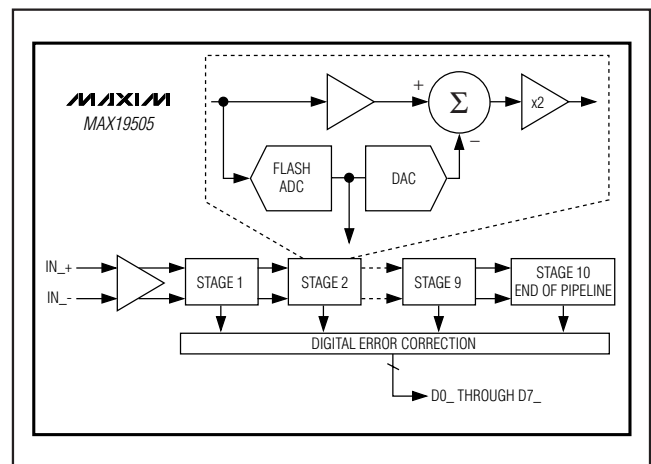 MAXIM
MAX19505
+
Σ
x2
−
FLASH
ADC
DAC
IN_+
IN_-
STAGE 1
STAGE 2
STAGE 9
STAGE 10
END OF PIPELINE
DIGITAL ERROR CORRECTION
D0_ THROUGH D7_